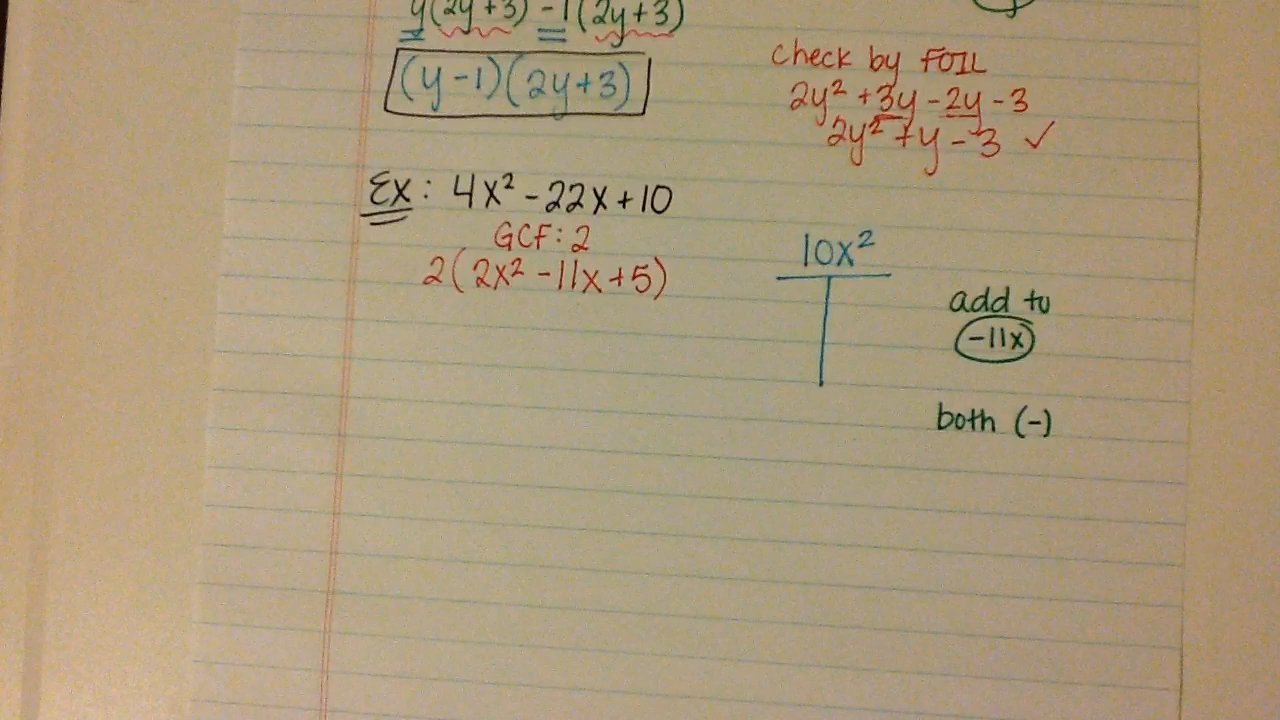 y(2y+3) -1(2y+3)
(y-1)(2y+3)
Check by FOIL
2y² +3y -2y -3
2y² +y -3 ✓
Ex: 4x² -22x+10
GCF: 2
2(2x² -11x+5)
10x²
add to
-11x
both (-)